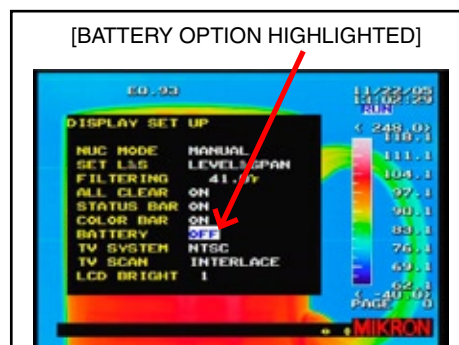 [BATTERY OPTION HIGHLIGHTED]
E0.93
11/22/05
RUN
DISPLAY SET UP
< 248.0>
118.1
NUC MODE MANUAL
111.1
SET L&S LEVEL&SPAN
FILTERING
104.1
ALL CLEAR ON
97.1
STATUS BAR ON
COLOR BAR ON
90.1
BATTERY OFF
83.1
TV SYSTEM NTSC
76.1
TV SCAN INTERLACE
69.1
LCD BRIGHT 1
62.1
< -40.0>
PAGE 0
MIKRON